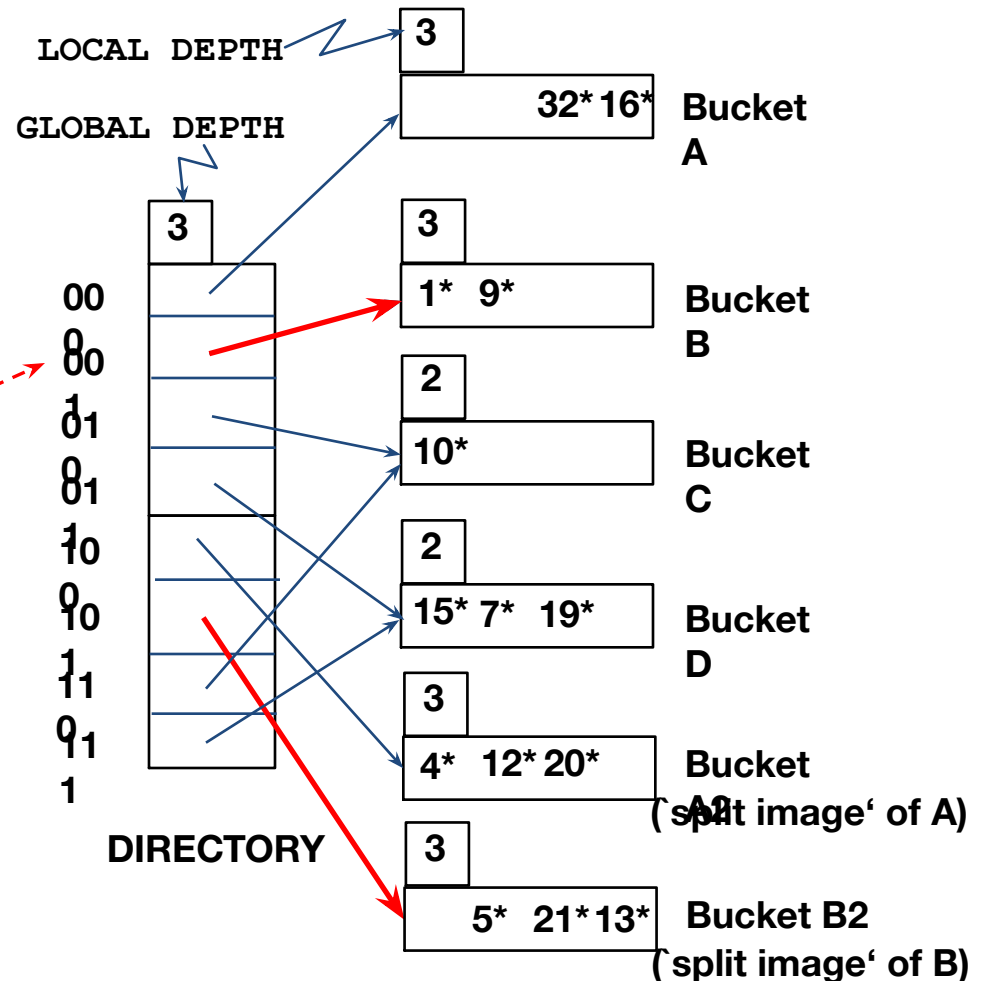 LOCAL DEPTH
3
32* 16*
Bucket
A
GLOBAL DEPTH
3
3
1* 9*
Bucket
B
2
10*
Bucket
C
2
15* 7* 19*
Bucket
D
3
4* 12* 20*
Bucket
A2
(`split image‘ of A)
3
5* 21* 13*
Bucket B2
(`split image‘ of B)
00
0
00
1
01
0
01
1
10
0
10
1
11
0
11
1
DIRECTORY